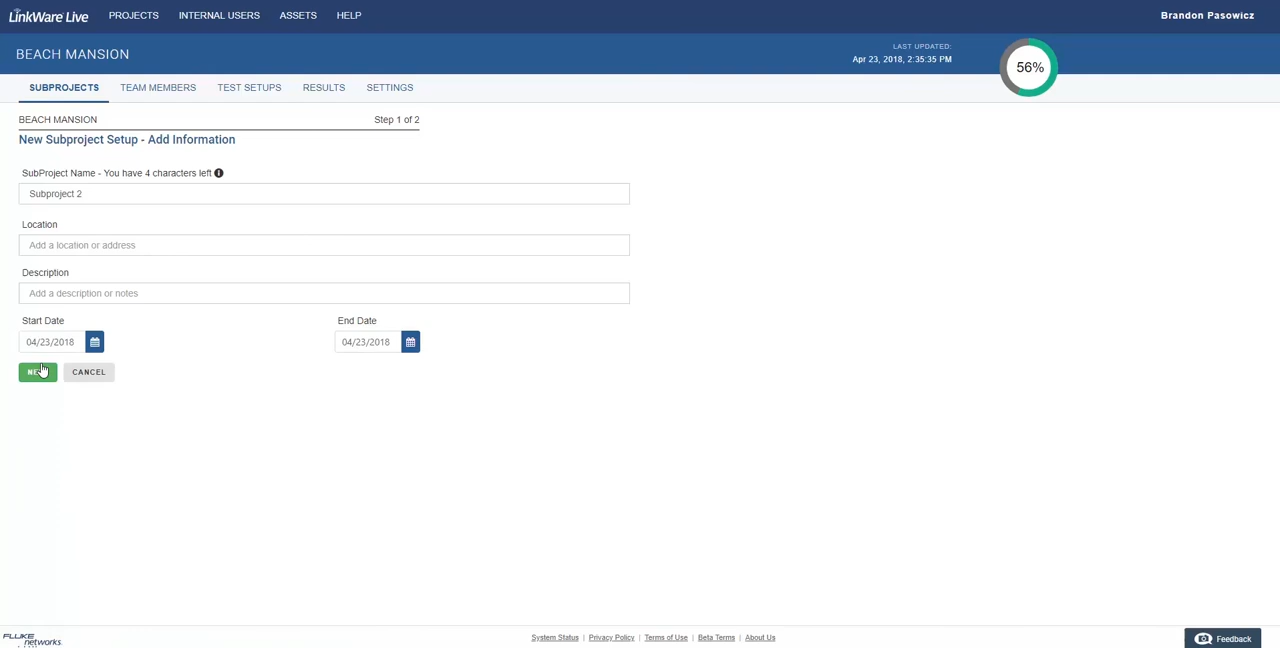 LinkWare Live PROJECTS INTERNAL USERS ASSETS HELP Brandon Pasowicz
BEACH MANSION
LAST UPDATED:
Apr 23, 2018, 2:35:35 PM
56%
SUBPROJECTS TEAM MEMBERS TEST SETUPS RESULTS SETTINGS
BEACH MANSION Step 1 of 2
New Subproject Setup - Add Information
SubProject Name - You have 4 characters left
Subproject 2
Location
Add a location or address
Description
Add a description or notes
Start Date End Date
04/23/2018 04/23/2018
CANCEL
FLUKE networks. System Status | Privacy Policy | Terms of Use | Beta Terms | About Us Feedback